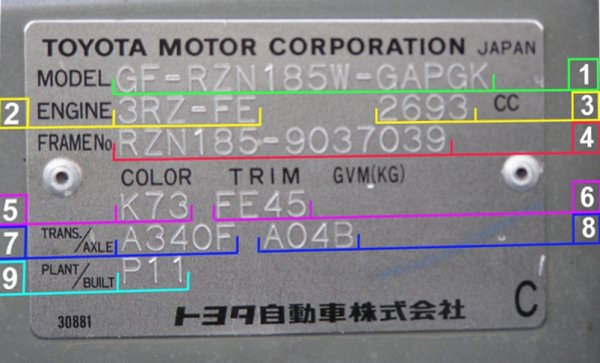 TOYOTA MOTOR CORPORATION JAPAN
MODEL GF-RZN185W-GAPGK 1
2 ENGINE 3RZ-FE 2693 CC 3
FRAME No RZN185-9037039 4
COLOR TRIM GVM(KG)
5 K73 FE45 6
7 TRANS./AXLE A340F A04B 8
9 PLANT/BUILT P11
30881 トヨタ自動車株式会社 C